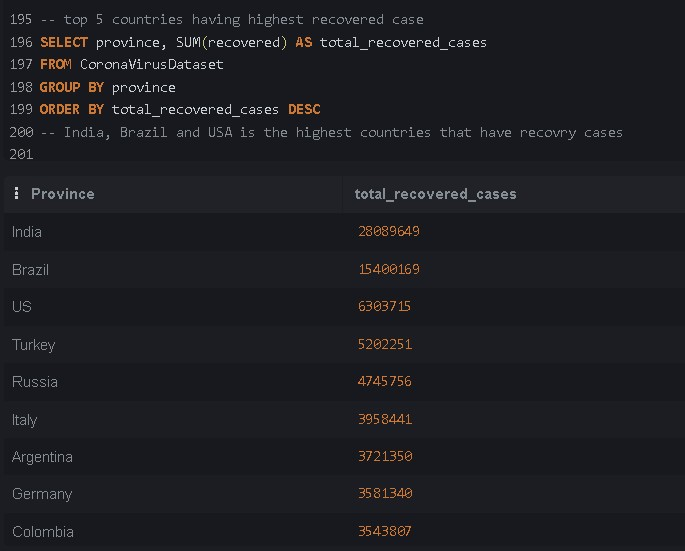 195 -- top 5 countries having highest recovered case
196 SELECT province, SUM(recovered) AS total_recovered_cases
197 FROM CoronaVirusDataset
198 GROUP BY province
199 ORDER BY total_recovered_cases DESC
200 -- India, Brazil and USA is the highest countries that have recovry cases
201
Province total_recovered_cases
India 28089649
Brazil 15400169
US 6303715
Turkey 5202251
Russia 4745756
Italy 3958441
Argentina 3721350
Germany 3581340
Colombia 3543807